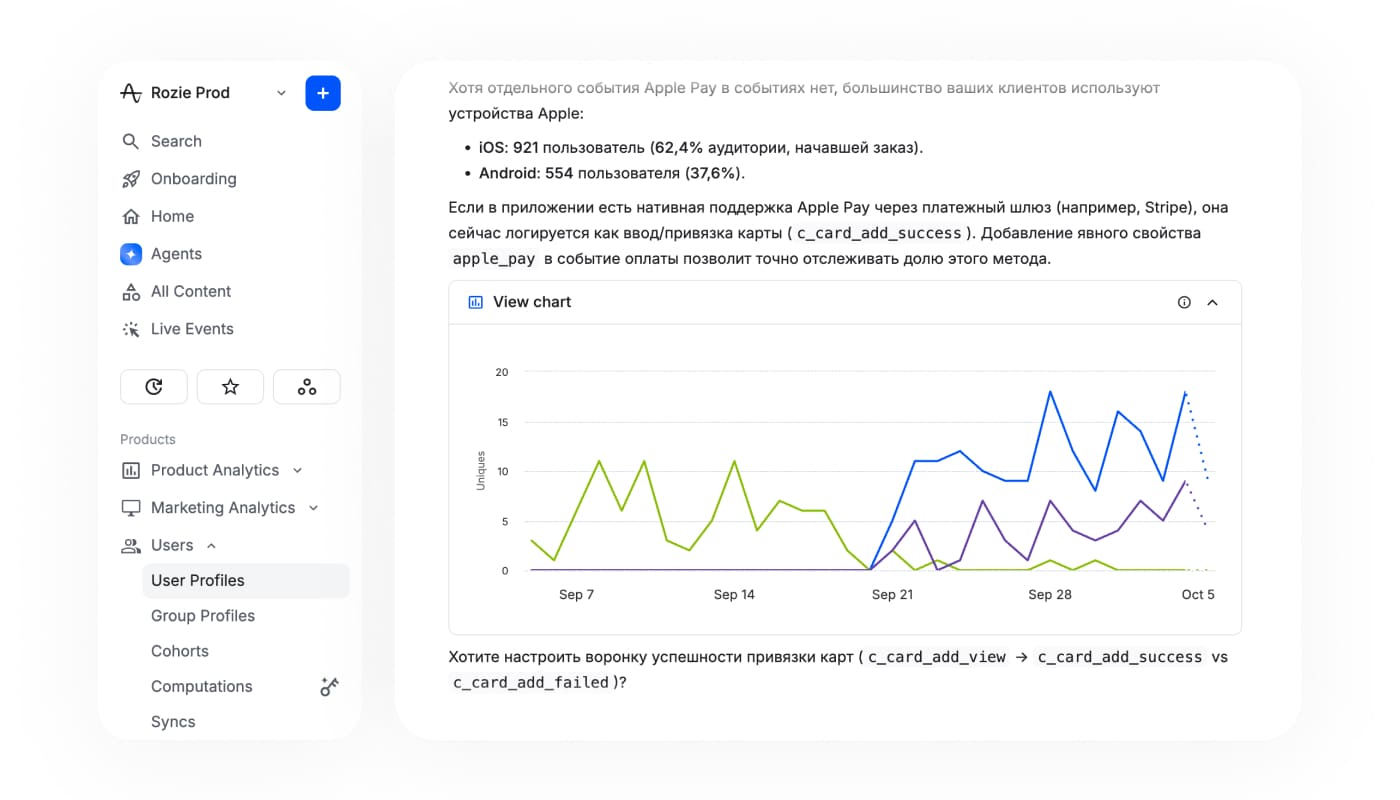 Rozie Prod
Search
Onboarding
Home
Agents
All Content
Live Events
Products
Product Analytics
Marketing Analytics
Users
User Profiles
Group Profiles
Cohorts
Computations
Syncs
Хотя отдельного события Apple Pay в событиях нет, большинство ваших клиентов используют
устройства Apple:
• iOS: 921 пользователь (62,4% аудитории, начавшей заказ).
• Android: 554 пользователя (37,6%).
Если в приложении есть нативная поддержка Apple Pay через платежный шлюз (например, Stripe), она
сейчас логируется как ввод/привязка карты ( c_card_add_success ). Добавление явного свойства
apple_pay в событие оплаты позволит точно отслеживать долю этого метода.
View chart
Uniques
20
15
10
5
0
Sep 7
Sep 14
Sep 21
Sep 28
Oct 5
Хотите настроить воронку успешности привязки карт ( c_card_add_view → c_card_add_success vs
c_card_add_failed )?